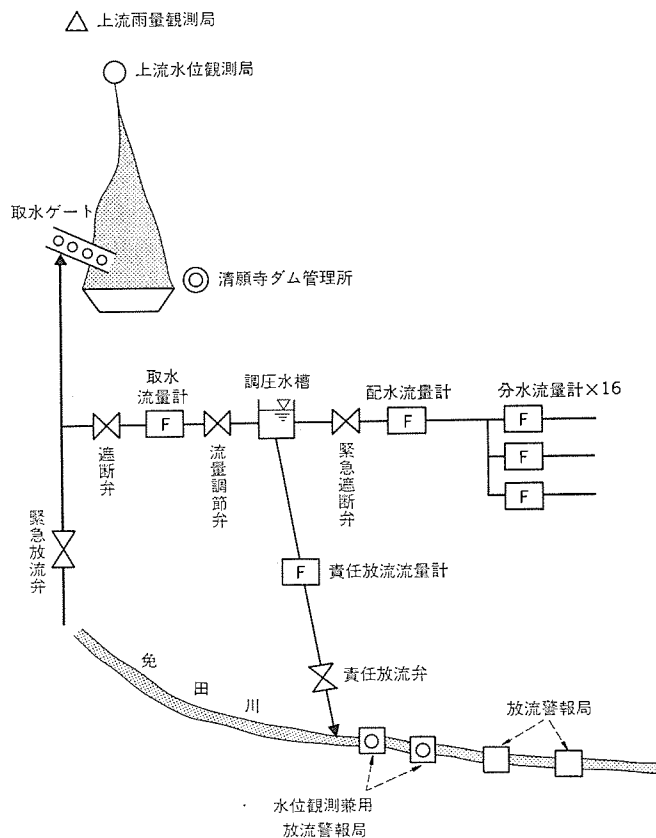 上流雨量観測局
上流水位観測局
取水ゲート
清願寺ダム管理所
取水
流量計
調圧水槽
配水流量計
分水流量計×16
F
F
F
F
F
遮断弁
流量調節弁
緊急遮断弁
緊急放流弁
F
責任放流流量計
責任放流弁
免田川
放流警報局
水位観測兼用
放流警報局